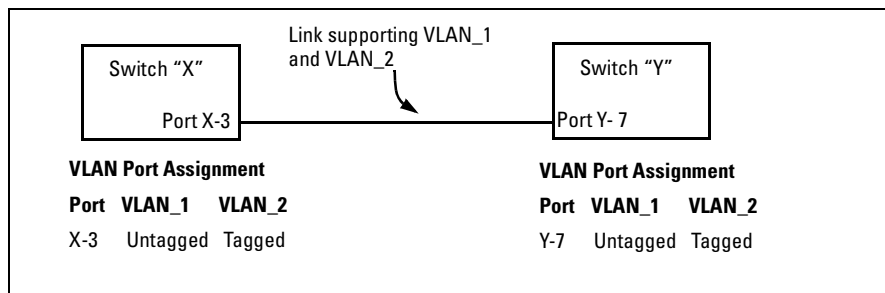 Link supporting VLAN_1
and VLAN_2
Switch “X”
Switch “Y”
Port X-3
Port Y- 7
VLAN Port Assignment
Port VLAN_1 VLAN_2
X-3 Untagged Tagged
VLAN Port Assignment
Port VLAN_1 VLAN_2
Y-7 Untagged Tagged